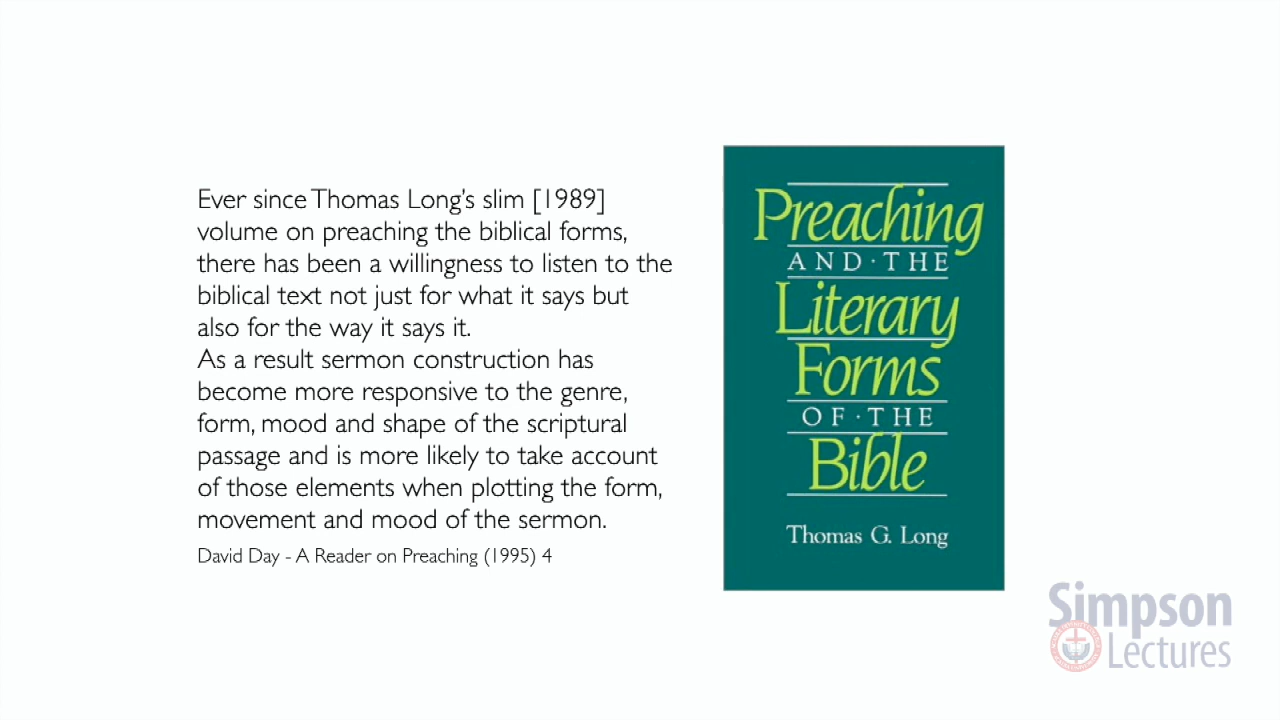 Ever since Thomas Long's slim [1989]
volume on preaching the biblical forms,
there has been a willingness to listen to the
biblical text not just for what it says but
also for the way it says it.
As a result sermon construction has
become more responsive to the genre,
form, mood and shape of the scriptural
passage and is more likely to take account
of those elements when plotting the form,
movement and mood of the sermon.
David Day - A Reader on Preaching (1995) 4
Preaching
AND · THE
Literary
Forms
OF · THE
Bible
Thomas G. Long
Simpson
Lectures